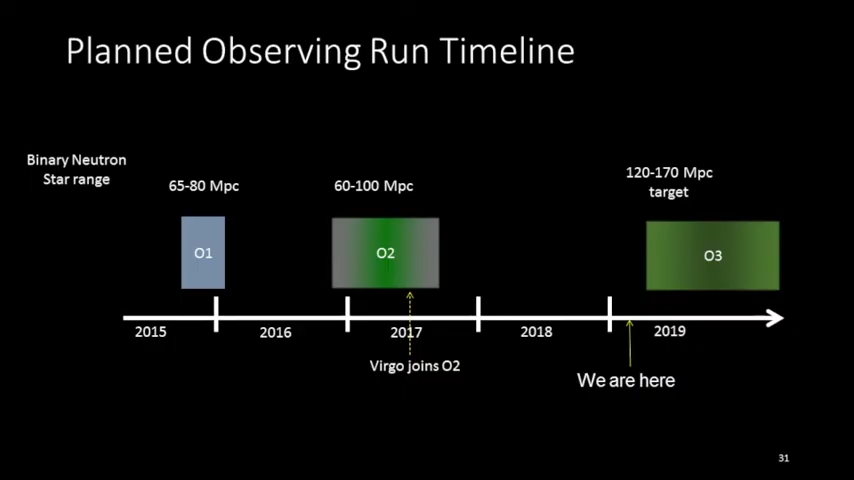 Planned Observing Run Timeline
Binary Neutron
Star range
65-80 Mpc
60-100 Mpc
120-170 Mpc
target
O1
O2
O3
2015
2016
2017
2018
2019
Virgo joins O2
We are here
31